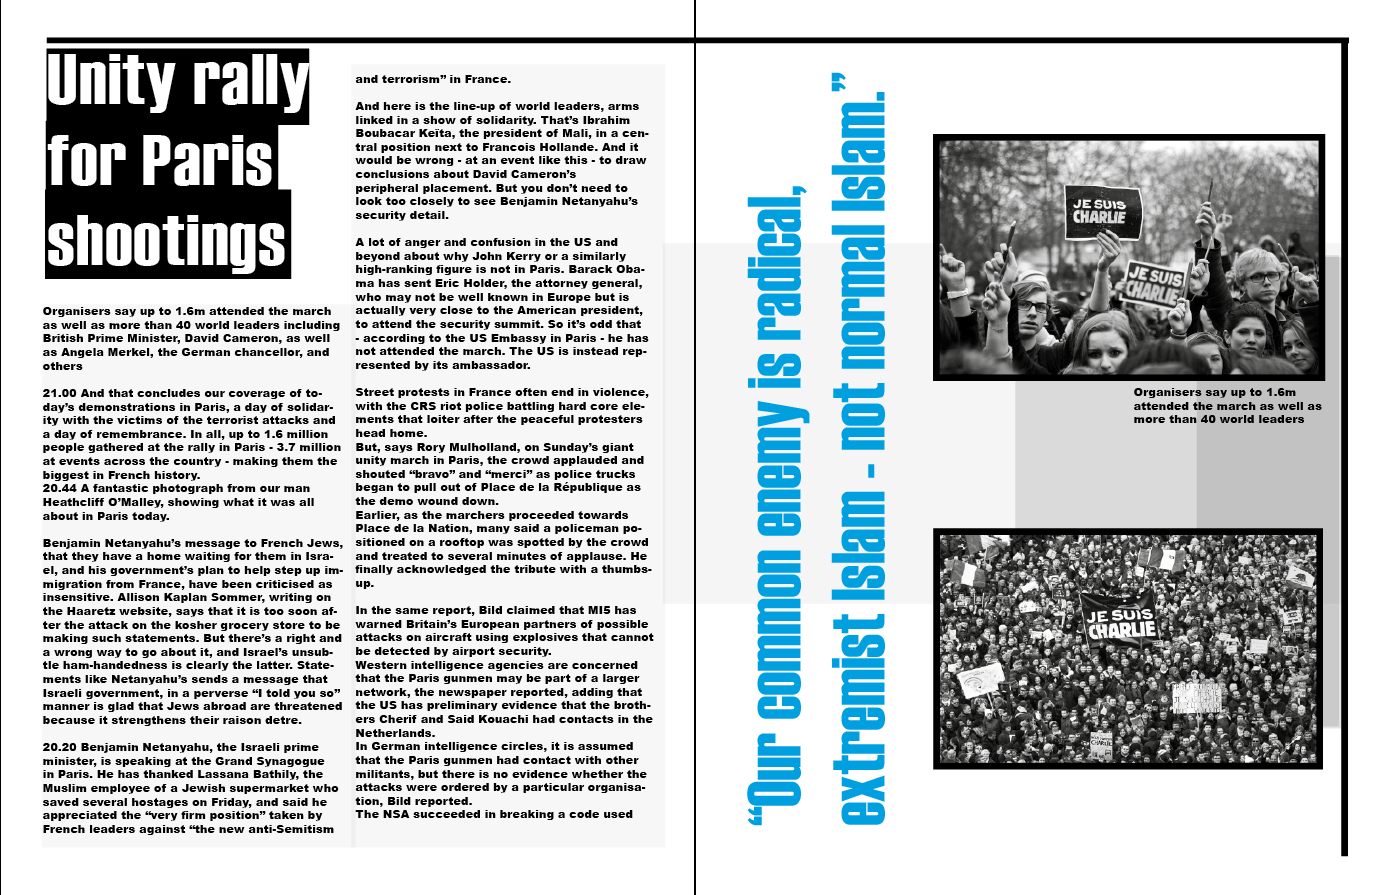 Unity rally
for Paris
shootings
Organisers say up to 1.6m attended the march
as well as more than 40 world leaders including
British Prime Minister, David Cameron, as well
as Angela Merkel, the German chancellor, and
others
21.00 And that concludes our coverage of to-
day's demonstrations in Paris, a day of solidar-
ity with the victims of the terrorist attacks and
a day of remembrance. In all, up to 1.6 million
people gathered at the rally in Paris - 3.7 million
at events across the country - making them the
biggest in French history.
20.44 A fantastic photograph from our man
Heathcliff O'Malley, showing what it was all
about in Paris today.
Benjamin Netanyahu's message to French Jews,
that they have a home waiting for them in Isra-
el, and his government's plan to help step up im-
migration from France, have been criticised as
insensitive. Allison Kaplan Sommer, writing on
the Haaretz website, says that it is too soon af-
ter the attack on the kosher grocery store to be
making such statements. But there's a right and
a wrong way to go about it, and Israel's unsub-
tle ham-handedness is clearly the latter. State-
ments like Netanyahu's sends a message that
Israeli government, in a perverse “I told you so”
manner is glad that Jews abroad are threatened
because it strengthens their raison detre.
20.20 Benjamin Netanyahu, the Israeli prime
minister, is speaking at the Grand Synagogue
in Paris. He has thanked Lassana Bathily, the
Muslim employee of a Jewish supermarket who
saved several hostages on Friday, and said he
appreciated the “very firm position” taken by
French leaders against “the new anti-Semitism
and terrorism” in France.
And here is the line-up of world leaders, arms
linked in a show of solidarity. That's Ibrahim
Boubacar Keïta, the president of Mali, in a cen-
tral position next to Francois Hollande. And it
would be wrong - at an event like this - to draw
conclusions about David Cameron's
peripheral placement. But you don't need to
look too closely to see Benjamin Netanyahu's
security detail.
A lot of anger and confusion in the US and
beyond about why John Kerry or a similarly
high-ranking figure is not in Paris. Barack Oba-
ma has sent Eric Holder, the attorney general,
who may not be well known in Europe but is
actually very close to the American president,
to attend the security summit. So it's odd that
- according to the US Embassy in Paris - he has
not attended the march. The US is instead rep-
resented by its ambassador.
Street protests in France often end in violence,
with the CRS riot police battling hard core ele-
ments that loiter after the peaceful protesters
head home.
But, says Rory Mulholland, on Sunday's giant
unity march in Paris, the crowd applauded and
shouted “bravo” and “merci” as police trucks
began to pull out of Place de la République as
the demo wound down.
Earlier, as the marchers proceeded towards
Place de la Nation, many said a policeman po-
sitioned on a rooftop was spotted by the crowd
and treated to several minutes of applause. He
finally acknowledged the tribute with a thumbs-
up.
In the same report, Bild claimed that MI5 has
warned Britain's European partners of possible
attacks on aircraft using explosives that cannot
be detected by airport security.
Western intelligence agencies are concerned
that the Paris gunmen may be part of a larger
network, the newspaper reported, adding that
the US has preliminary evidence that the broth-
ers Cherif and Said Kouachi had contacts in the
Netherlands.
In German intelligence circles, it is assumed
that the Paris gunmen had contact with other
militants, but there is no evidence whether the
attacks were ordered by a particular organisa-
tion, Bild reported.
The NSA succeeded in breaking a code used
“Our common enemy is radical,
extremist Islam - not normal Islam.”
JE SUIS
CHARLIE
JE SUIS
CHARLIE
Organisers say up to 1.6m
attended the march as well as
more than 40 world leaders
JE SUIS
CHARLIE
CHARLIE